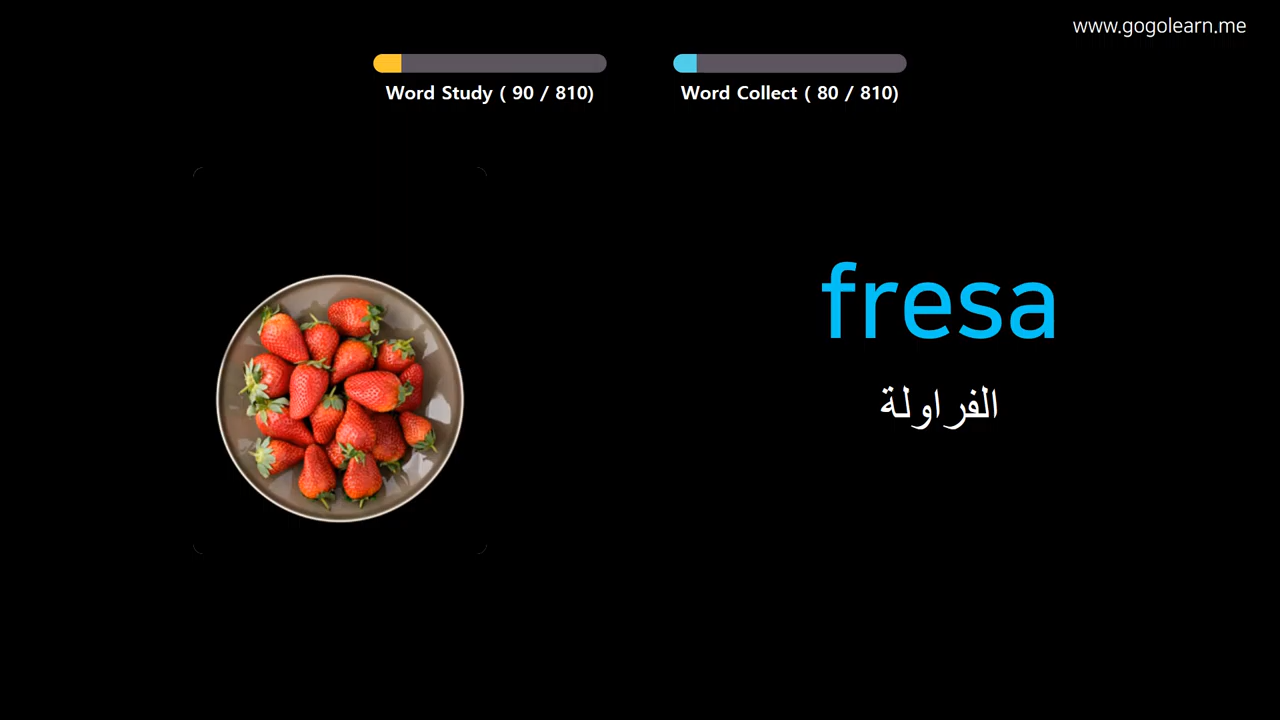 www.gogolearn.me
Word Study ( 90 / 810)
Word Collect ( 80 / 810)
fresa
الفراولة